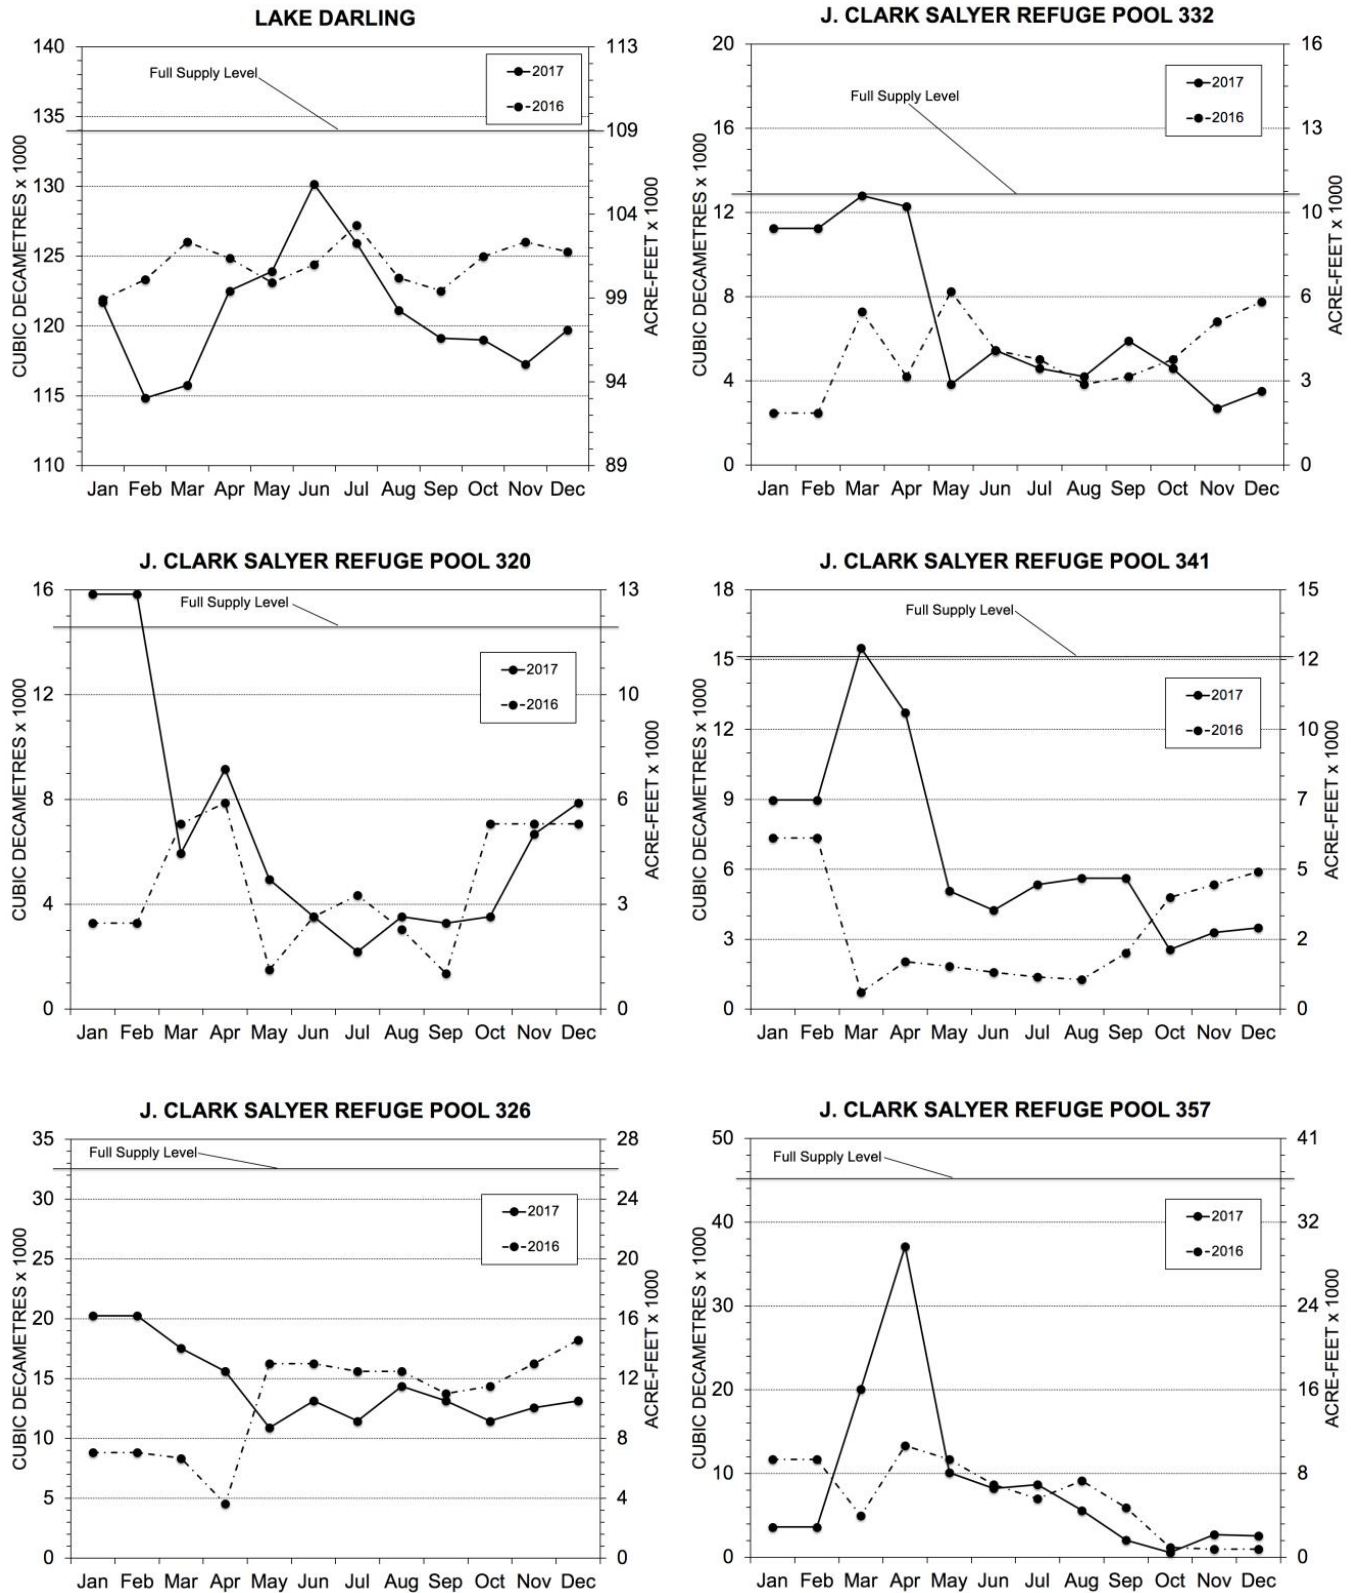 LAKE DARLING
140
135
130
125
120
115
110
CUBIC DECAMETRES x 1000
Full Supply Level
2017
2016
113
109
104
99
94
89
ACRE-FEET x 1000
Jan Feb Mar Apr May Jun Jul Aug Sep Oct Nov Dec
J. CLARK SALYER REFUGE POOL 332
20
16
12
8
4
0
CUBIC DECAMETRES x 1000
Full Supply Level
2017
2016
16
13
10
6
3
0
ACRE-FEET x 1000
Jan Feb Mar Apr May Jun Jul Aug Sep Oct Nov Dec
J. CLARK SALYER REFUGE POOL 320
16
12
8
4
0
CUBIC DECAMETRES x 1000
Full Supply Level
2017
2016
13
10
6
3
0
ACRE-FEET x 1000
Jan Feb Mar Apr May Jun Jul Aug Sep Oct Nov Dec
J. CLARK SALYER REFUGE POOL 341
18
15
12
9
6
3
0
CUBIC DECAMETRES x 1000
Full Supply Level
2017
2016
15
12
10
7
5
2
0
ACRE-FEET x 1000
Jan Feb Mar Apr May Jun Jul Aug Sep Oct Nov Dec
J. CLARK SALYER REFUGE POOL 326
35
30
25
20
15
10
5
0
CUBIC DECAMETRES x 1000
Full Supply Level
2017
2016
28
24
20
16
12
8
4
0
ACRE-FEET x 1000
Jan Feb Mar Apr May Jun Jul Aug Sep Oct Nov Dec
J. CLARK SALYER REFUGE POOL 357
50
40
30
20
10
0
CUBIC DECAMETRES x 1000
Full Supply Level
2017
2016
41
32
24
16
8
0
ACRE-FEET x 1000
Jan Feb Mar Apr May Jun Jul Aug Sep Oct Nov Dec